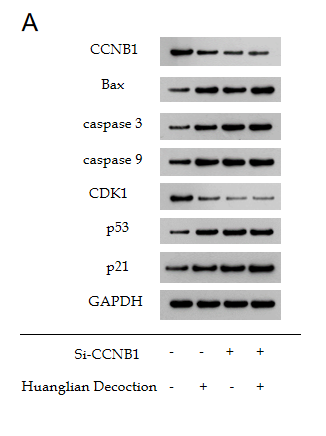 A
CCNB1
Bax
caspase 3
caspase 9
CDK1
p53
p21
GAPDH
Si-CCNB1 - - + +
Huanglian Decoction - + - +